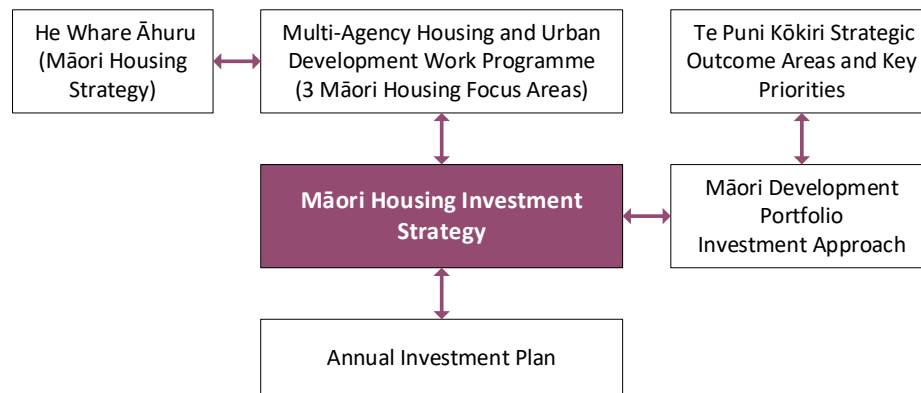 He Whare Āhuru
(Māori Housing
Strategy)
Multi-Agency Housing and Urban
Development Work Programme
(3 Māori Housing Focus Areas)
Te Puni Kōkiri Strategic
Outcome Areas and Key
Priorities
Māori Housing Investment
Strategy
Māori Development
Portfolio
Investment Approach
Annual Investment Plan